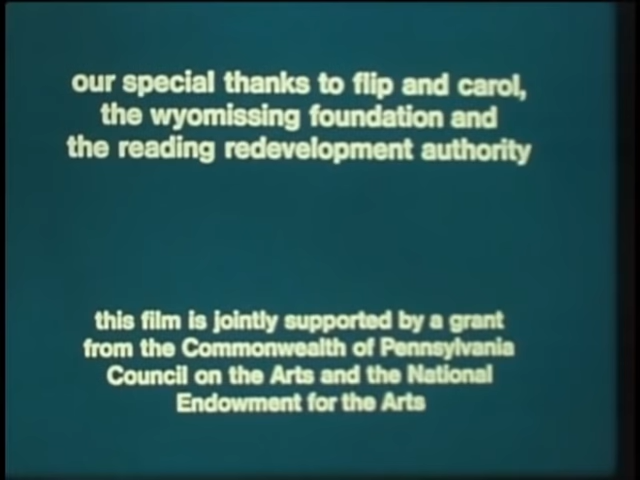 our special thanks to flip and carol,
the wyomissing foundation and
the reading redevelopment authority
this film is jointly supported by a grant
from the Commonwealth of Pennsylvania
Council on the Arts and the National
Endowment for the Arts